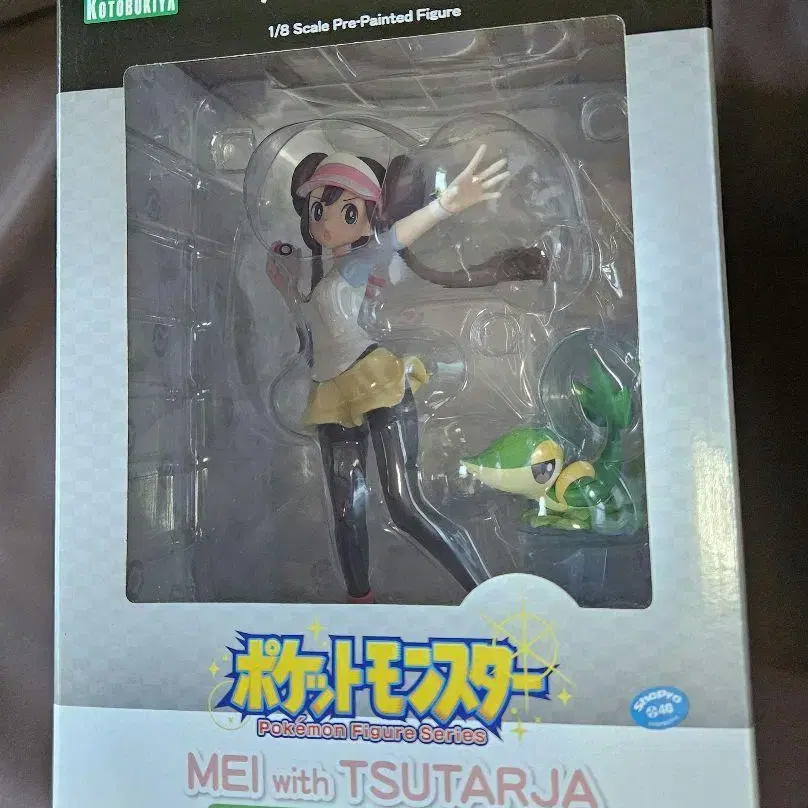 KOTOBUKIYA
1/8 Scale Pre-Painted Figure
ポケットモンスター
Pokémon Figure Series
ShoPro
46
MEI with TSUTARJA